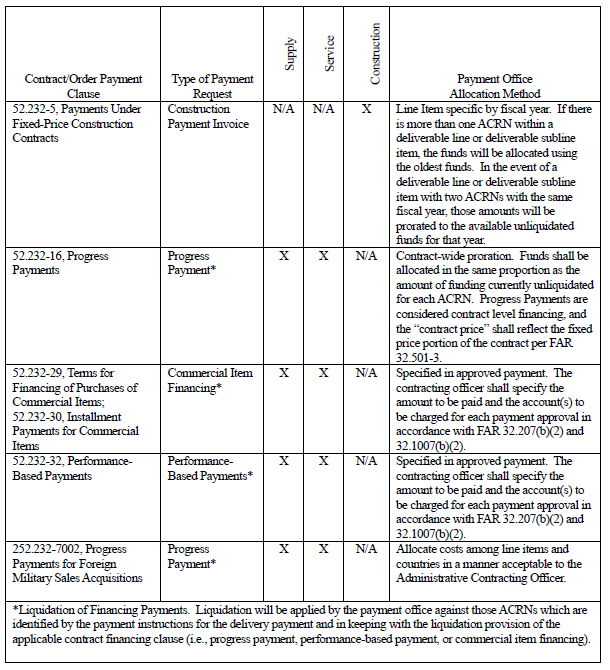 Contract/Order Payment
Clause
Type of Payment
Request
Supply
Service
Construction
Payment Office
Allocation Method
52.232-5, Payments Under
Fixed-Price Construction
Contracts
Construction
Payment Invoice
N/A
N/A
X
Line Item specific by fiscal year.  If there
is more than one ACRN within a
deliverable line or deliverable subline
item, the funds will be allocated using
the oldest funds.  In the event of a
deliverable line or deliverable subline
item with two ACRNs with the same
fiscal year, those amounts will be
prorated to the available unliquidated
funds for that year.
52.232-16, Progress
Payments
Progress
Payment*
X
X
N/A
Contract-wide proration.  Funds shall be
allocated in the same proportion as the
amount of funding currently unliquidated
for each ACRN.  Progress Payments are
considered contract level financing, and
the “contract price” shall reflect the fixed
price portion of the contract per FAR
32.501-3.
52.232-29, Terms for
Financing of Purchases of
Commercial Items;
52.232-30, Installment
Payments for Commercial
Items
Commercial Item
Financing*
X
X
N/A
Specified in approved payment.  The
contracting officer shall specify the
amount to be paid and the account(s) to
be charged for each payment approval in
accordance with FAR 32.207(b)(2) and
32.1007(b)(2).
52.232-32, Performance-
Based Payments
Performance-
Based Payments*
X
X
N/A
Specified in approved payment.  The
contracting officer shall specify the
amount to be paid and the account(s) to
be charged for each payment approval in
accordance with FAR 32.207(b)(2) and
32.1007(b)(2).
252.232-7002, Progress
Payments for Foreign
Military Sales Acquisitions
Progress
Payment*
X
X
N/A
Allocate costs among line items and
countries in a manner acceptable to the
Administrative Contracting Officer.
*Liquidation of Financing Payments.  Liquidation will be applied by the payment office against those ACRNs which are
identified by the payment instructions for the delivery payment and in keeping with the liquidation provision of the
applicable contract financing clause (i.e., progress payment, performance-based payment, or commercial item financing).